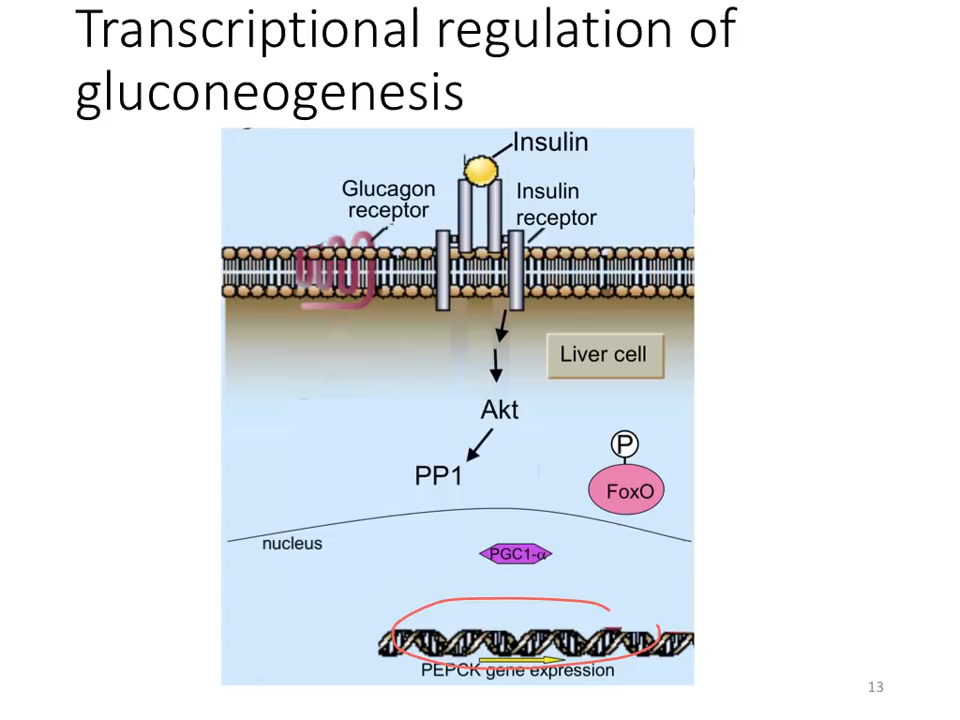 Transcriptional regulation of
gluconeogenesis
Insulin
Glucagon
receptor
Insulin
receptor
Liver cell
Akt
P
PP1
FoxO
nucleus
PGC1-α
PEPCK gene expression
13